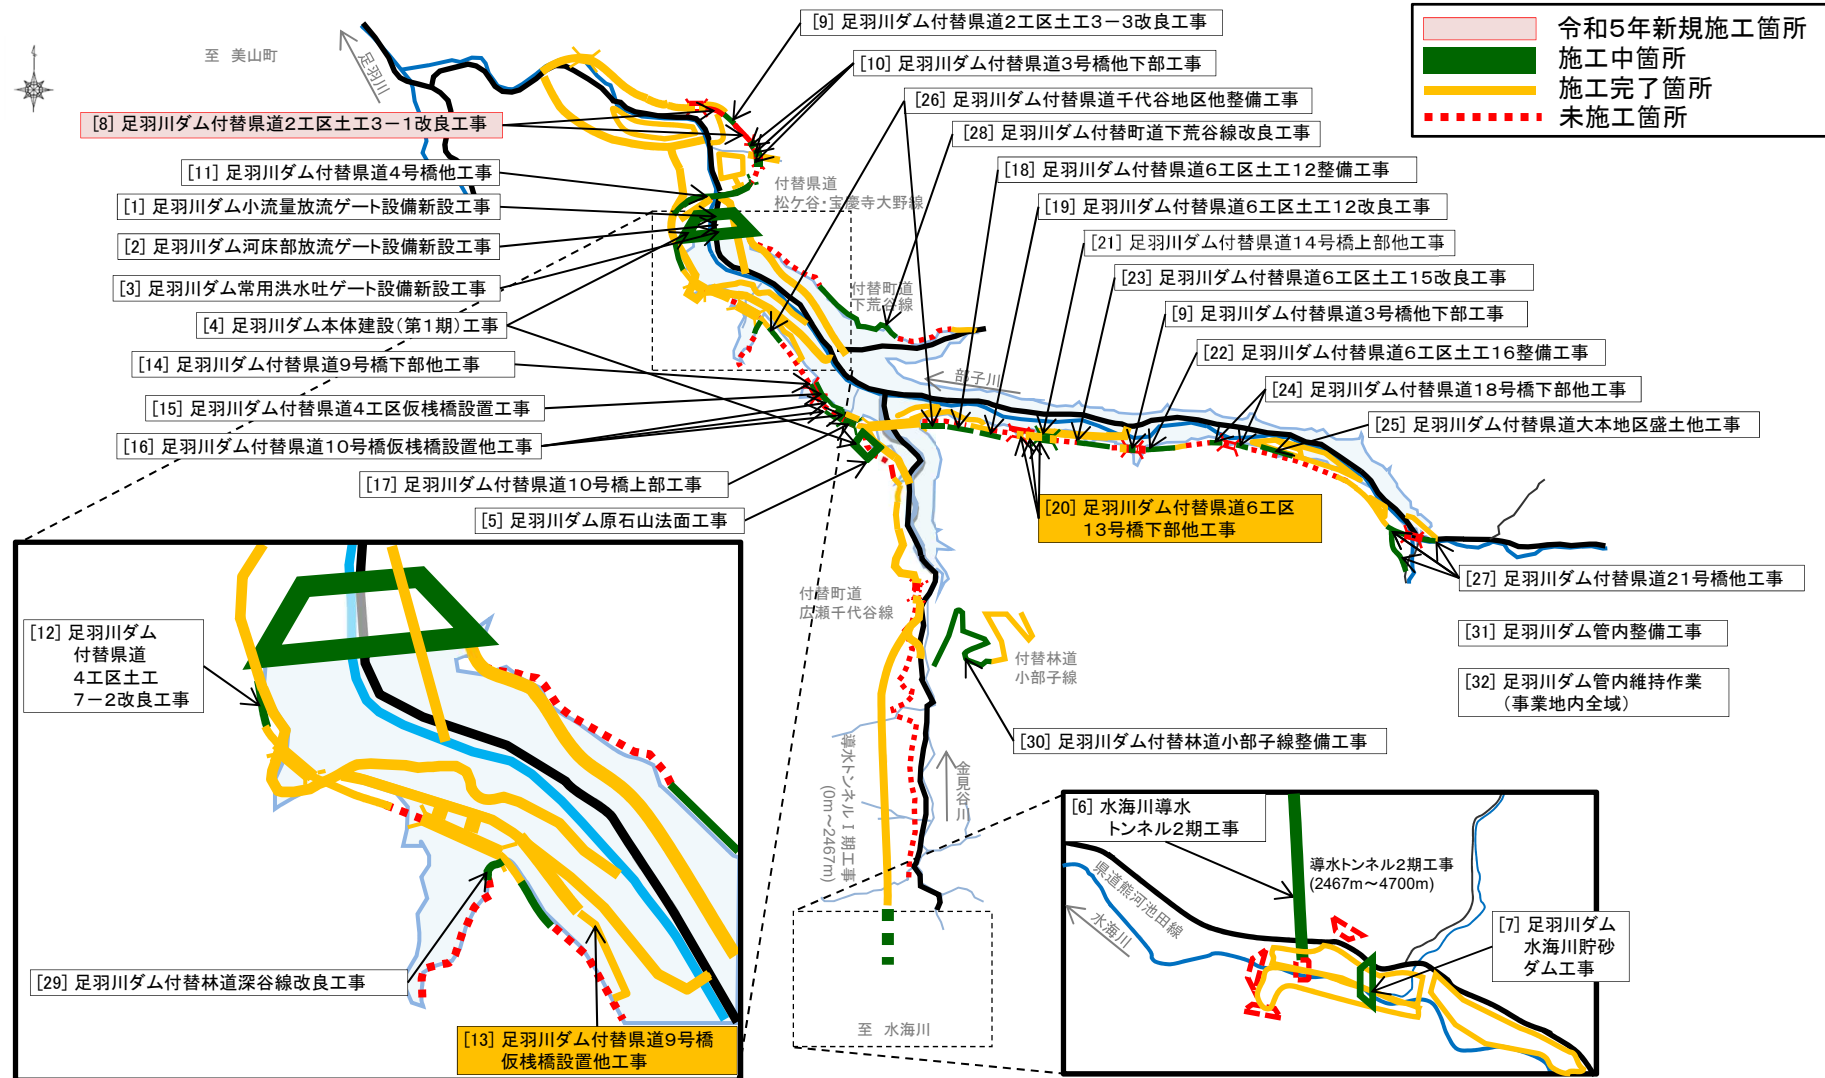 [9] 足羽川ダム付替県道2工区土工3－3改良工事
令和5年新規施工箇所
施工中箇所
施工完了箇所
未施工箇所
至 美山町
足羽川
[10] 足羽川ダム付替県道3号橋他下部工事
[26] 足羽川ダム付替県道千代谷地区他整備工事
[8] 足羽川ダム付替県道2工区土工3－1改良工事
[28] 足羽川ダム付替町道下荒谷線改良工事
[11] 足羽川ダム付替県道4号橋他工事
[18] 足羽川ダム付替県道6工区土工12整備工事
付替県道
松ケ谷・宝慶寺大野線
[1] 足羽川ダム小流量放流ゲート設備新設工事
[19] 足羽川ダム付替県道6工区土工12改良工事
[2] 足羽川ダム河床部放流ゲート設備新設工事
[21] 足羽川ダム付替県道14号橋上部他工事
[3] 足羽川ダム常用洪水吐ゲート設備新設工事
[23] 足羽川ダム付替県道6工区土工15改良工事
付替町道
下荒谷線
[4] 足羽川ダム本体建設(第1期)工事
[9] 足羽川ダム付替県道3号橋他下部工事
[14] 足羽川ダム付替県道9号橋下部他工事
[22] 足羽川ダム付替県道6工区土工16整備工事
部子川
[24] 足羽川ダム付替県道18号橋下部他工事
[15] 足羽川ダム付替県道4工区仮桟橋設置工事
[25] 足羽川ダム付替県道大本地区盛土他工事
[16] 足羽川ダム付替県道10号橋仮桟橋設置他工事
[17] 足羽川ダム付替県道10号橋上部工事
[5] 足羽川ダム原石山法面工事
[20] 足羽川ダム付替県道6工区
13号橋下部他工事
[27] 足羽川ダム付替県道21号橋他工事
付替町道
広瀬千代谷線
[12] 足羽川ダム
付替県道
4工区土工
7－2改良工事
[31] 足羽川ダム管内整備工事
付替林道
小部子線
[32] 足羽川ダム管内維持作業
(事業地内全域)
[30] 足羽川ダム付替林道小部子線整備工事
導水トンネルⅠ期工事
(0m～2467m)
金見谷川
[6] 水海川導水
トンネル2期工事
導水トンネル2期工事
(2467m～4700m)
県道熊河池田線
水海川
[7] 足羽川ダム
水海川貯砂
ダム工事
[29] 足羽川ダム付替林道深谷線改良工事
[13] 足羽川ダム付替県道9号橋
仮桟橋設置他工事
至 水海川